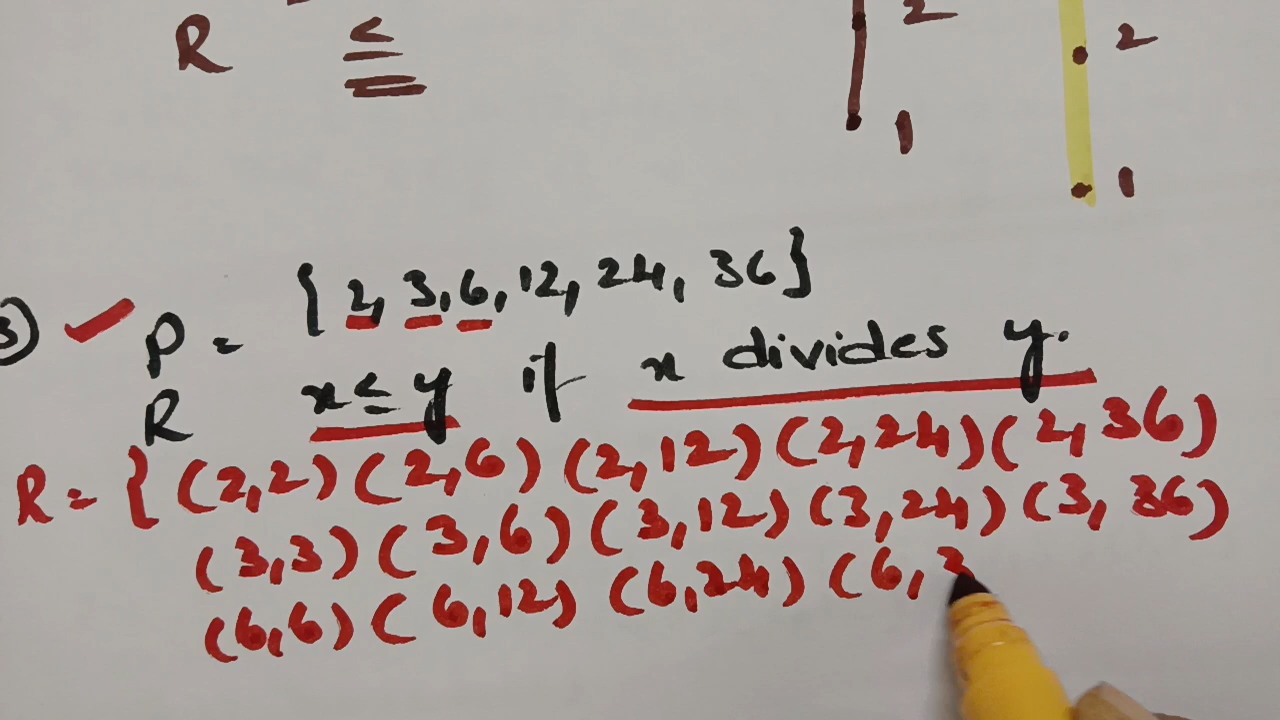 R ≤ 2 2
1 1
3) P = {2, 3, 6, 12, 24, 36}
R x ≤ y if x divides y.
R = { (2,2) (2,6) (2,12) (2,24) (2,36)
(3,3) (3,6) (3,12) (3,24) (3,36)
(6,6) (6,12) (6,24) (6,3